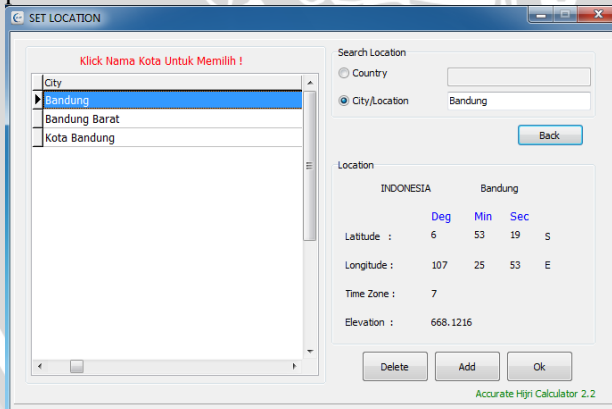 SET LOCATION
Klick Nama Kota Untuk Memilih !
City
Bandung
Bandung Barat
Kota Bandung
Search Location
Country
City/Location Bandung
Back
Location
INDONESIA Bandung
Deg Min Sec
Latitude : 6 53 19 S
Longitude : 107 25 53 E
Time Zone : 7
Elevation : 668.1216
Delete Add Ok
Accurate Hijri Calculator 2.2